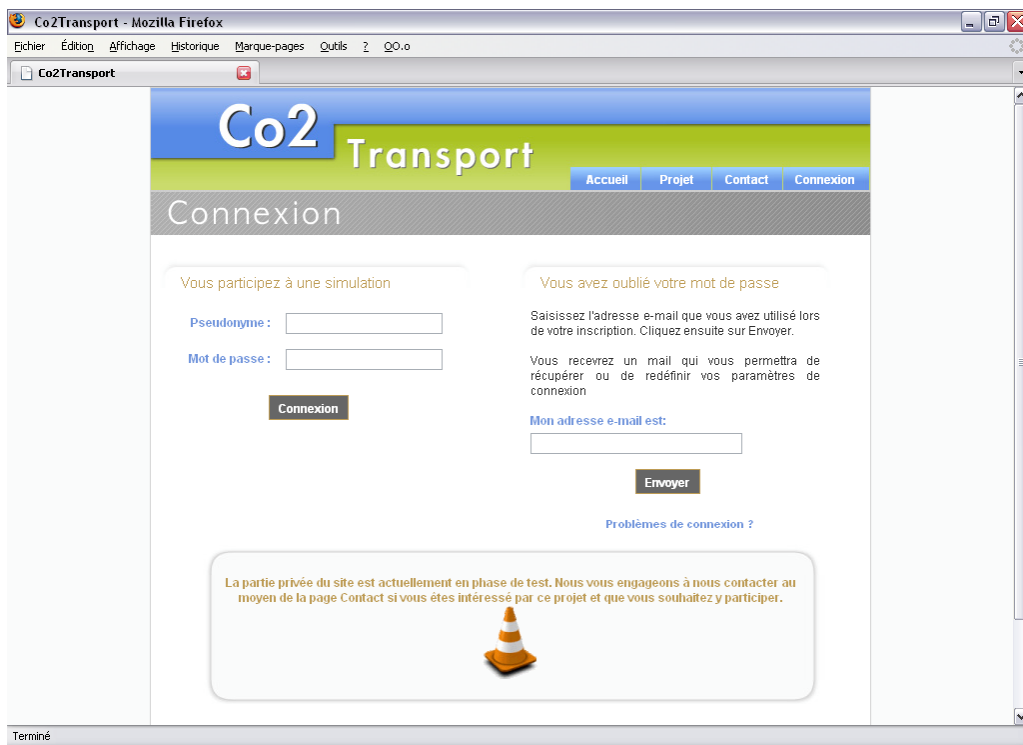 Co2Transport - Mozilla Firefox
Fichier Édition Affichage Historique Marque-pages Outils ? OO.o
Co2Transport
Co2
Transport
Accueil Projet Contact Connexion
Connexion
Vous participez à une simulation
Pseudonyme :
Mot de passe :
Connexion
Vous avez oublié votre mot de passe
Saisissez l'adresse e-mail que vous avez utilisé lors
de votre inscription. Cliquez ensuite sur Envoyer.
Vous recevrez un mail qui vous permettra de
récupérer ou de redéfinir vos paramètres de
connexion
Mon adresse e-mail est:
Envoyer
Problèmes de connexion ?
La partie privée du site est actuellement en phase de test. Nous vous engageons à nous contacter au
moyen de la page Contact si vous étes intéressé par ce projet et que vous souhaitez y participer.
Terminé